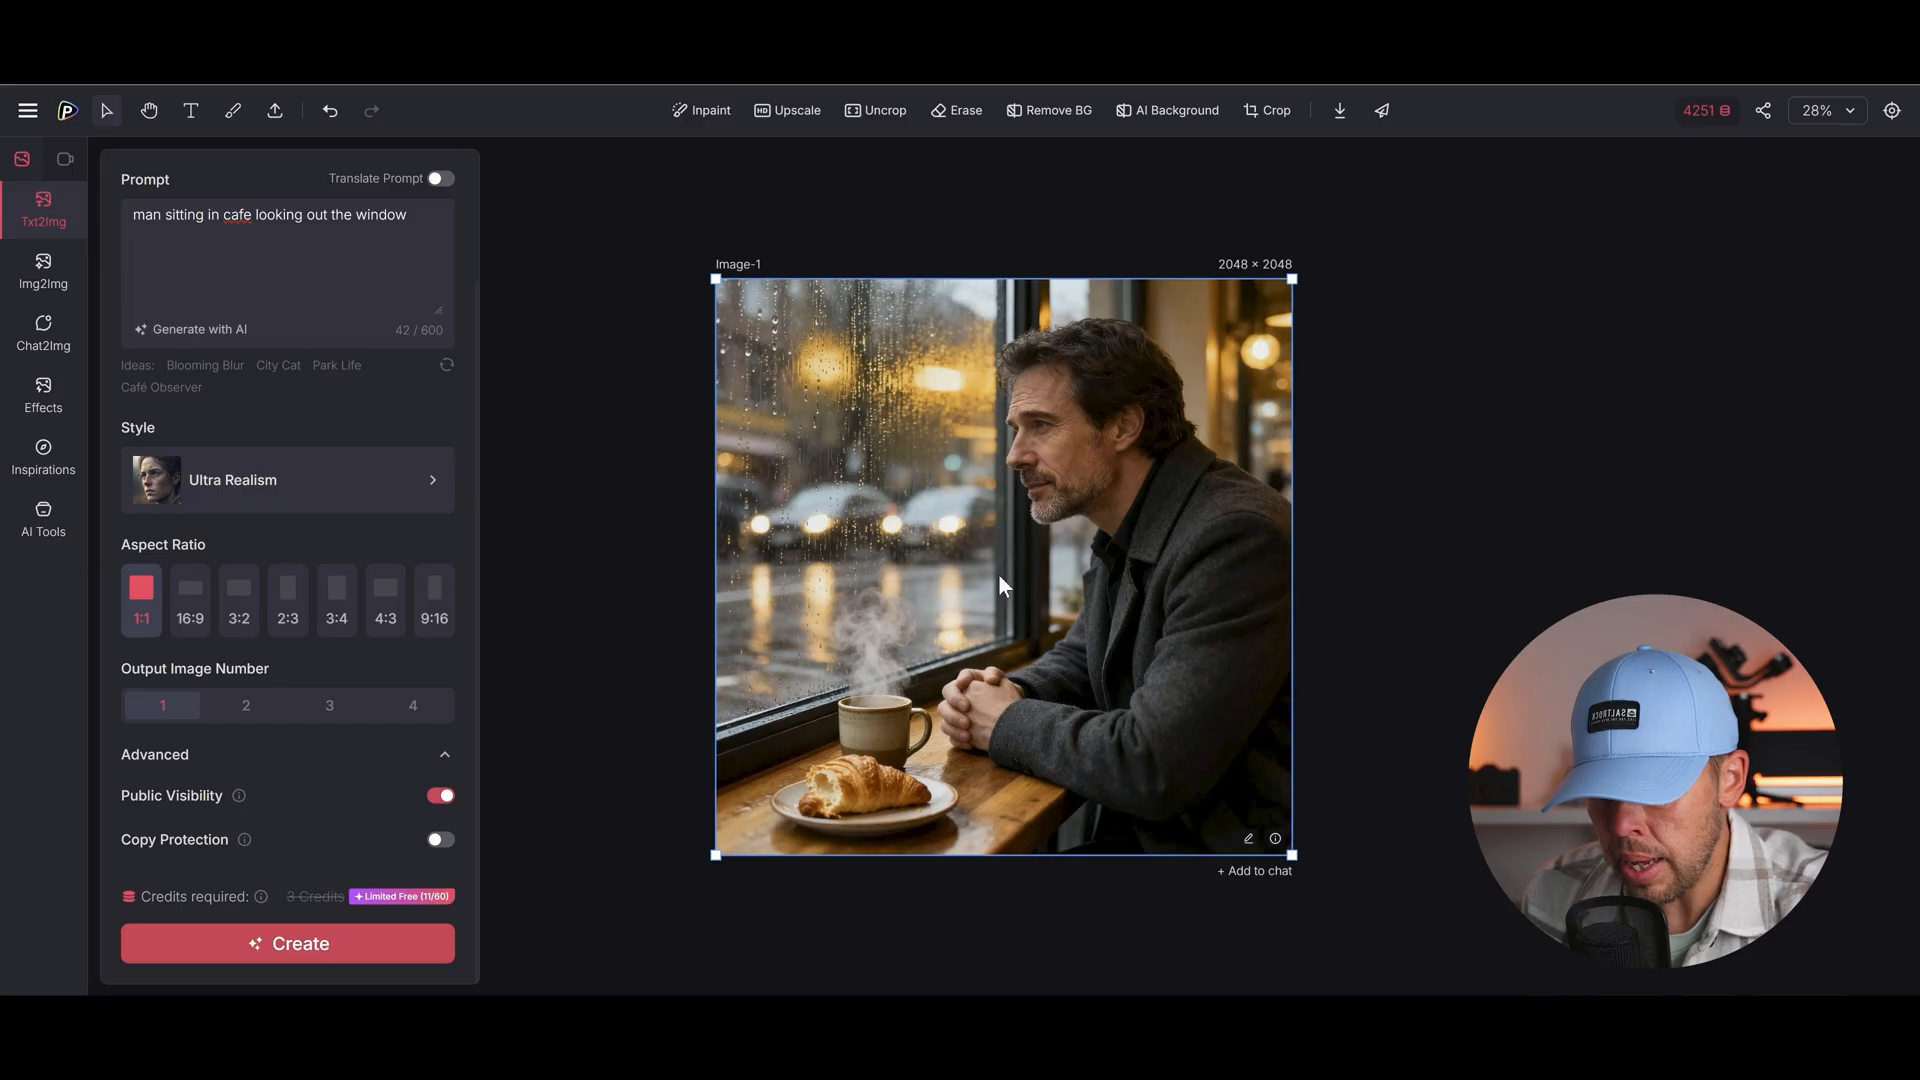 Inpaint
HD Upscale
Uncrop
Erase
Remove BG
AI Background
Crop
4251
28%
Txt2Img
Img2Img
Chat2Img
Effects
Inspirations
AI Tools
Prompt
Translate Prompt
man sitting in cafe looking out the window
Generate with AI
42 / 600
Ideas: Blooming Blur City Cat Park Life
Café Observer
Style
Ultra Realism
Aspect Ratio
1:1 16:9 3:2 2:3 3:4 4:3 9:16
Output Image Number
1 2 3 4
Advanced
Public Visibility
Copy Protection
Credits required: 3 Credits Limited Free (11/60)
Create
Image-1
2048 × 2048
+ Add to chat
SALTROCK